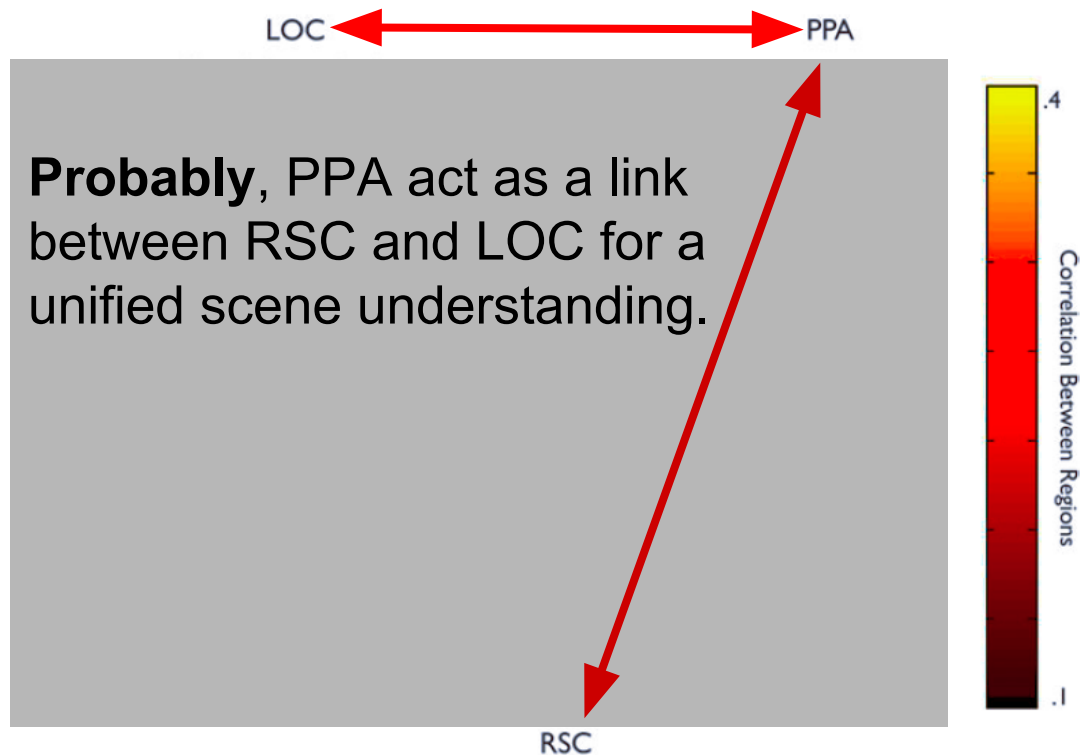 LOC PPA
Probably, PPA act as a link
between RSC and LOC for a
unified scene understanding.
RSC
.4
Correlation Between Regions
.1